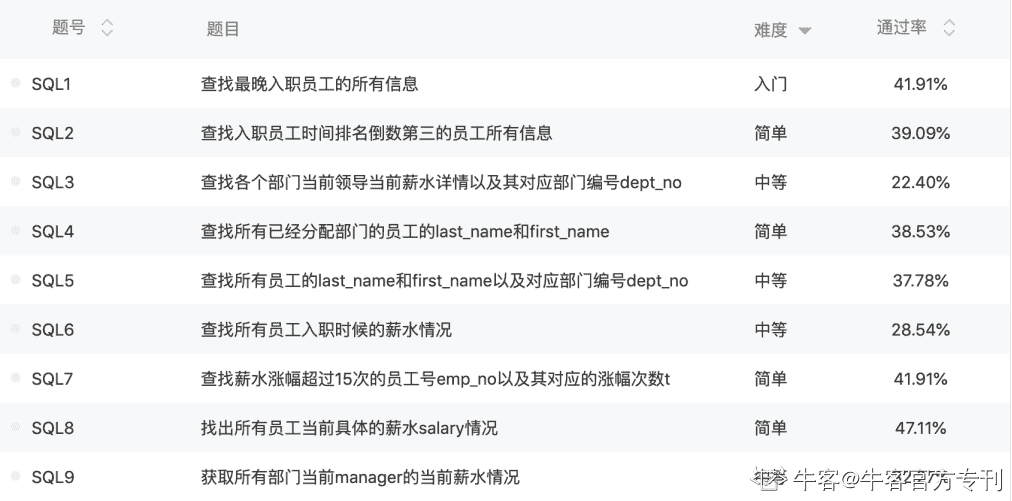 题号 题目 难度 通过率
SQL1 查找最晚入职员工的所有信息 入门 41.91%
SQL2 查找入职员工时间排名倒数第三的员工所有信息 简单 39.09%
SQL3 查找各个部门当前领导当前薪水详情以及其对应部门编号dept_no 中等 22.40%
SQL4 查找所有已经分配部门的员工的last_name和first_name 简单 38.53%
SQL5 查找所有员工的last_name和first_name以及对应部门编号dept_no 中等 37.78%
SQL6 查找所有员工入职时候的薪水情况 中等 28.54%
SQL7 查找薪水涨幅超过15次的员工号emp_no以及其对应的涨幅次数t 简单 41.91%
SQL8 找出所有员工当前具体的薪水salary情况 简单 47.11%
SQL9 获取所有部门当前manager的当前薪水情况
牛客@牛客官方专刊